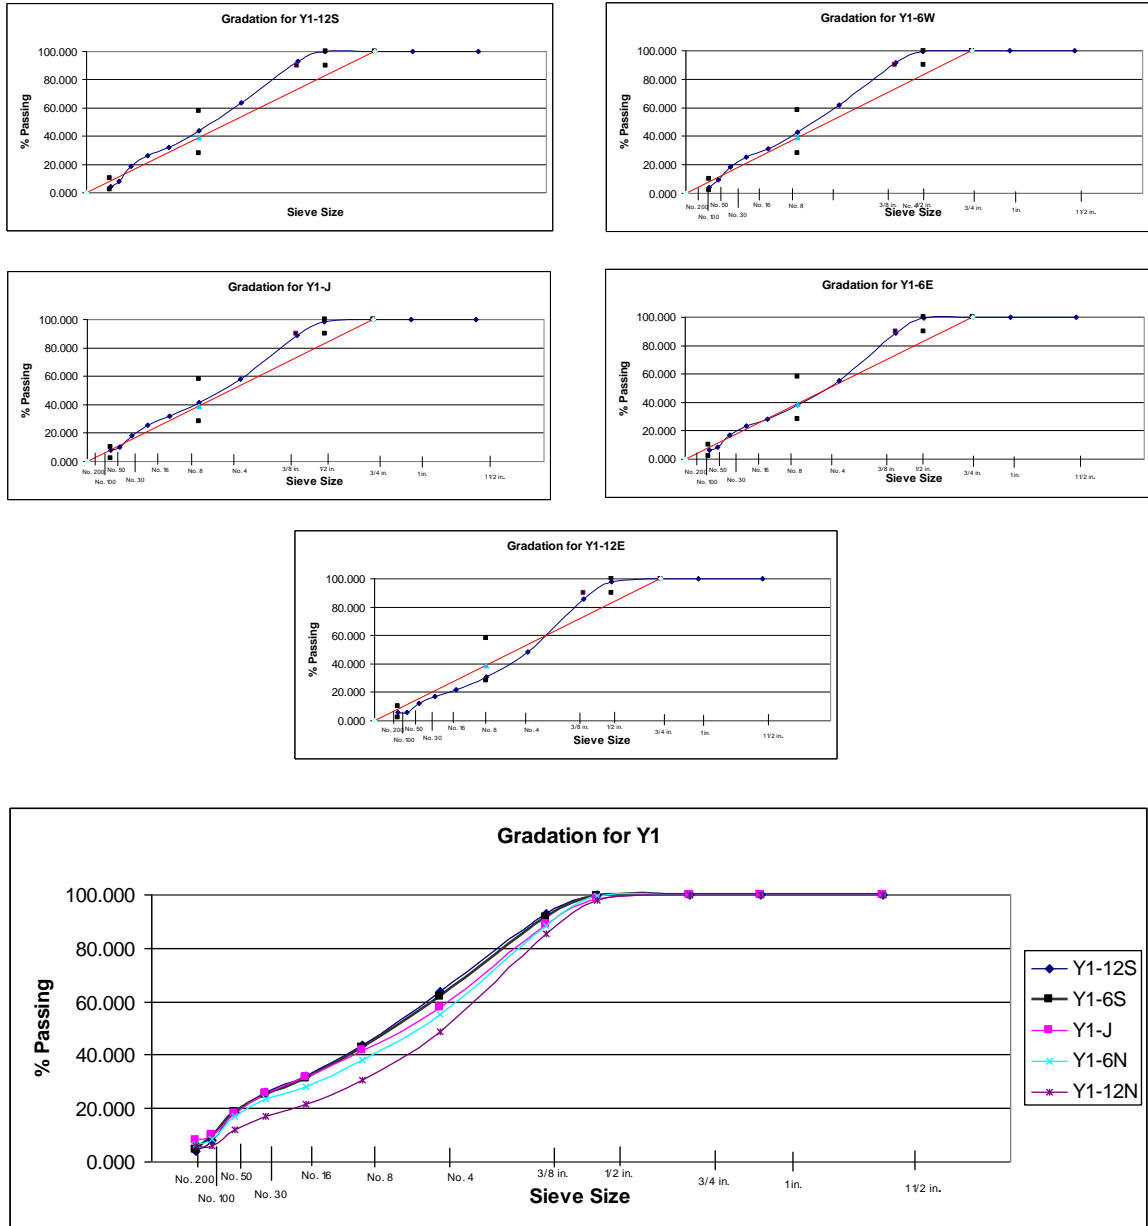 Gradation for Y1-12S
100.000
80.000
60.000
40.000
20.000
0.000
% Passing
Sieve Size
Gradation for Y1-6W
100.000
80.000
60.000
40.000
20.000
0.000
% Passing
No. 200 No. 50 No. 16 No. 8 3/8 in. No. 4 1/2 in. 3/4 in. 1in. 11/2 in.
No. 100 No. 30
Sieve Size
Gradation for Y1-J
100.000
80.000
60.000
40.000
20.000
0.000
% Passing
No. 200 No. 50 No. 16 No. 8 No. 4 3/8 in. 1/2 in. 3/4 in. 1in. 11/2 in.
No. 100 No. 30
Sieve Size
Gradation for Y1-6E
100.000
80.000
60.000
40.000
20.000
0.000
% Passing
No. 200 No. 50 No. 16 No. 8 No. 4 3/8 in. 1/2 in. 3/4 in. 1in. 11/2 in.
No. 100 No. 30
Sieve Size
Gradation for Y1-12E
100.000
80.000
60.000
40.000
20.000
0.000
% Passing
No. 200 No. 50 No. 16 No. 8 No. 4 3/8 in. 1/2 in. 3/4 in. 1in. 11/2 in.
No. 100 No. 30
Sieve Size
Gradation for Y1
100.000
80.000
60.000
40.000
20.000
0.000
% Passing
No. 200 No. 50 No. 16 No. 8 No. 4 3/8 in. 1/2 in. 3/4 in. 1in. 11/2 in.
No. 100 No. 30
Sieve Size
Y1-12S
Y1-6S
Y1-J
Y1-6N
Y1-12N